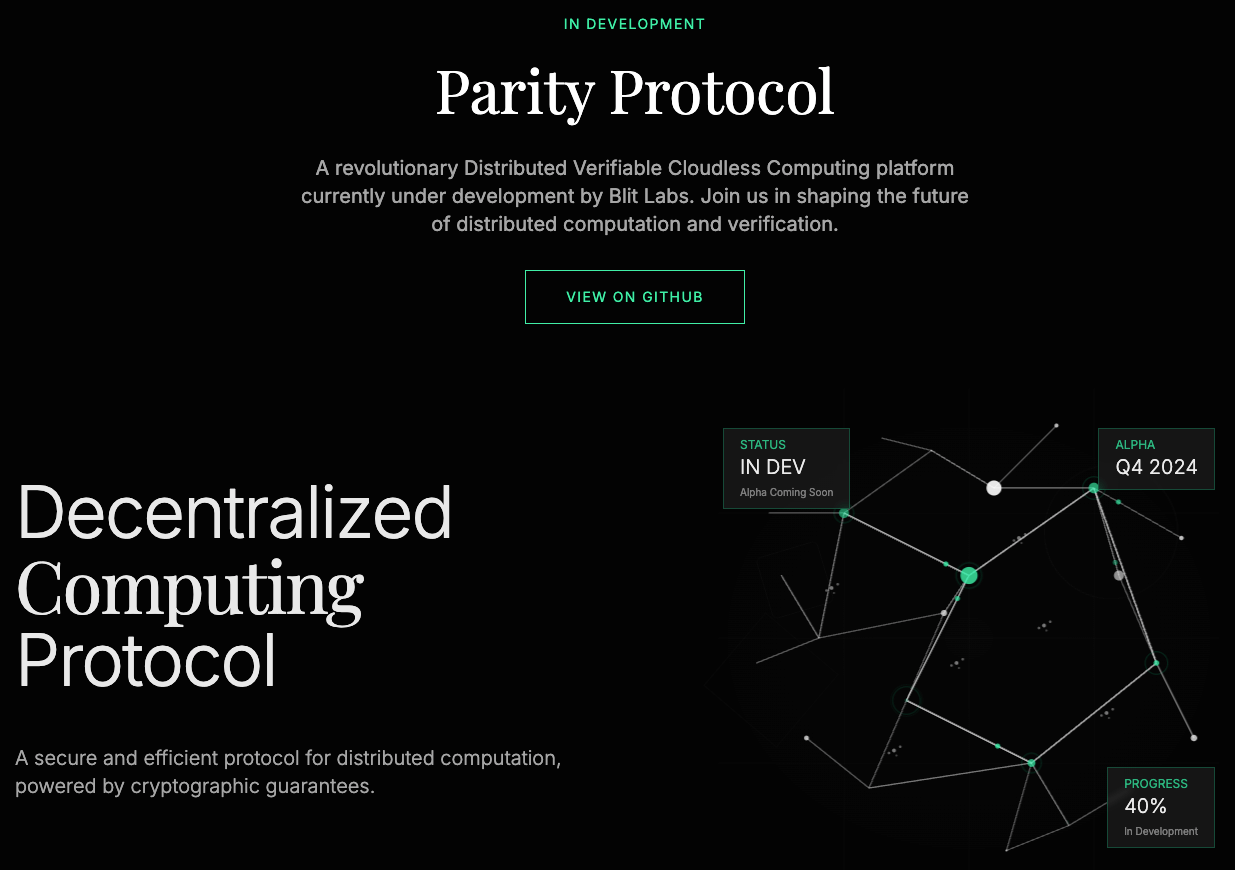 IN DEVELOPMENT
Parity Protocol
A revolutionary Distributed Verifiable Cloudless Computing platform
currently under development by Blit Labs. Join us in shaping the future
of distributed computation and verification.
VIEW ON GITHUB
Decentralized
Computing
Protocol
A secure and efficient protocol for distributed computation,
powered by cryptographic guarantees.
STATUS
IN DEV
Alpha Coming Soon
ALPHA
Q4 2024
PROGRESS
40%
In Development